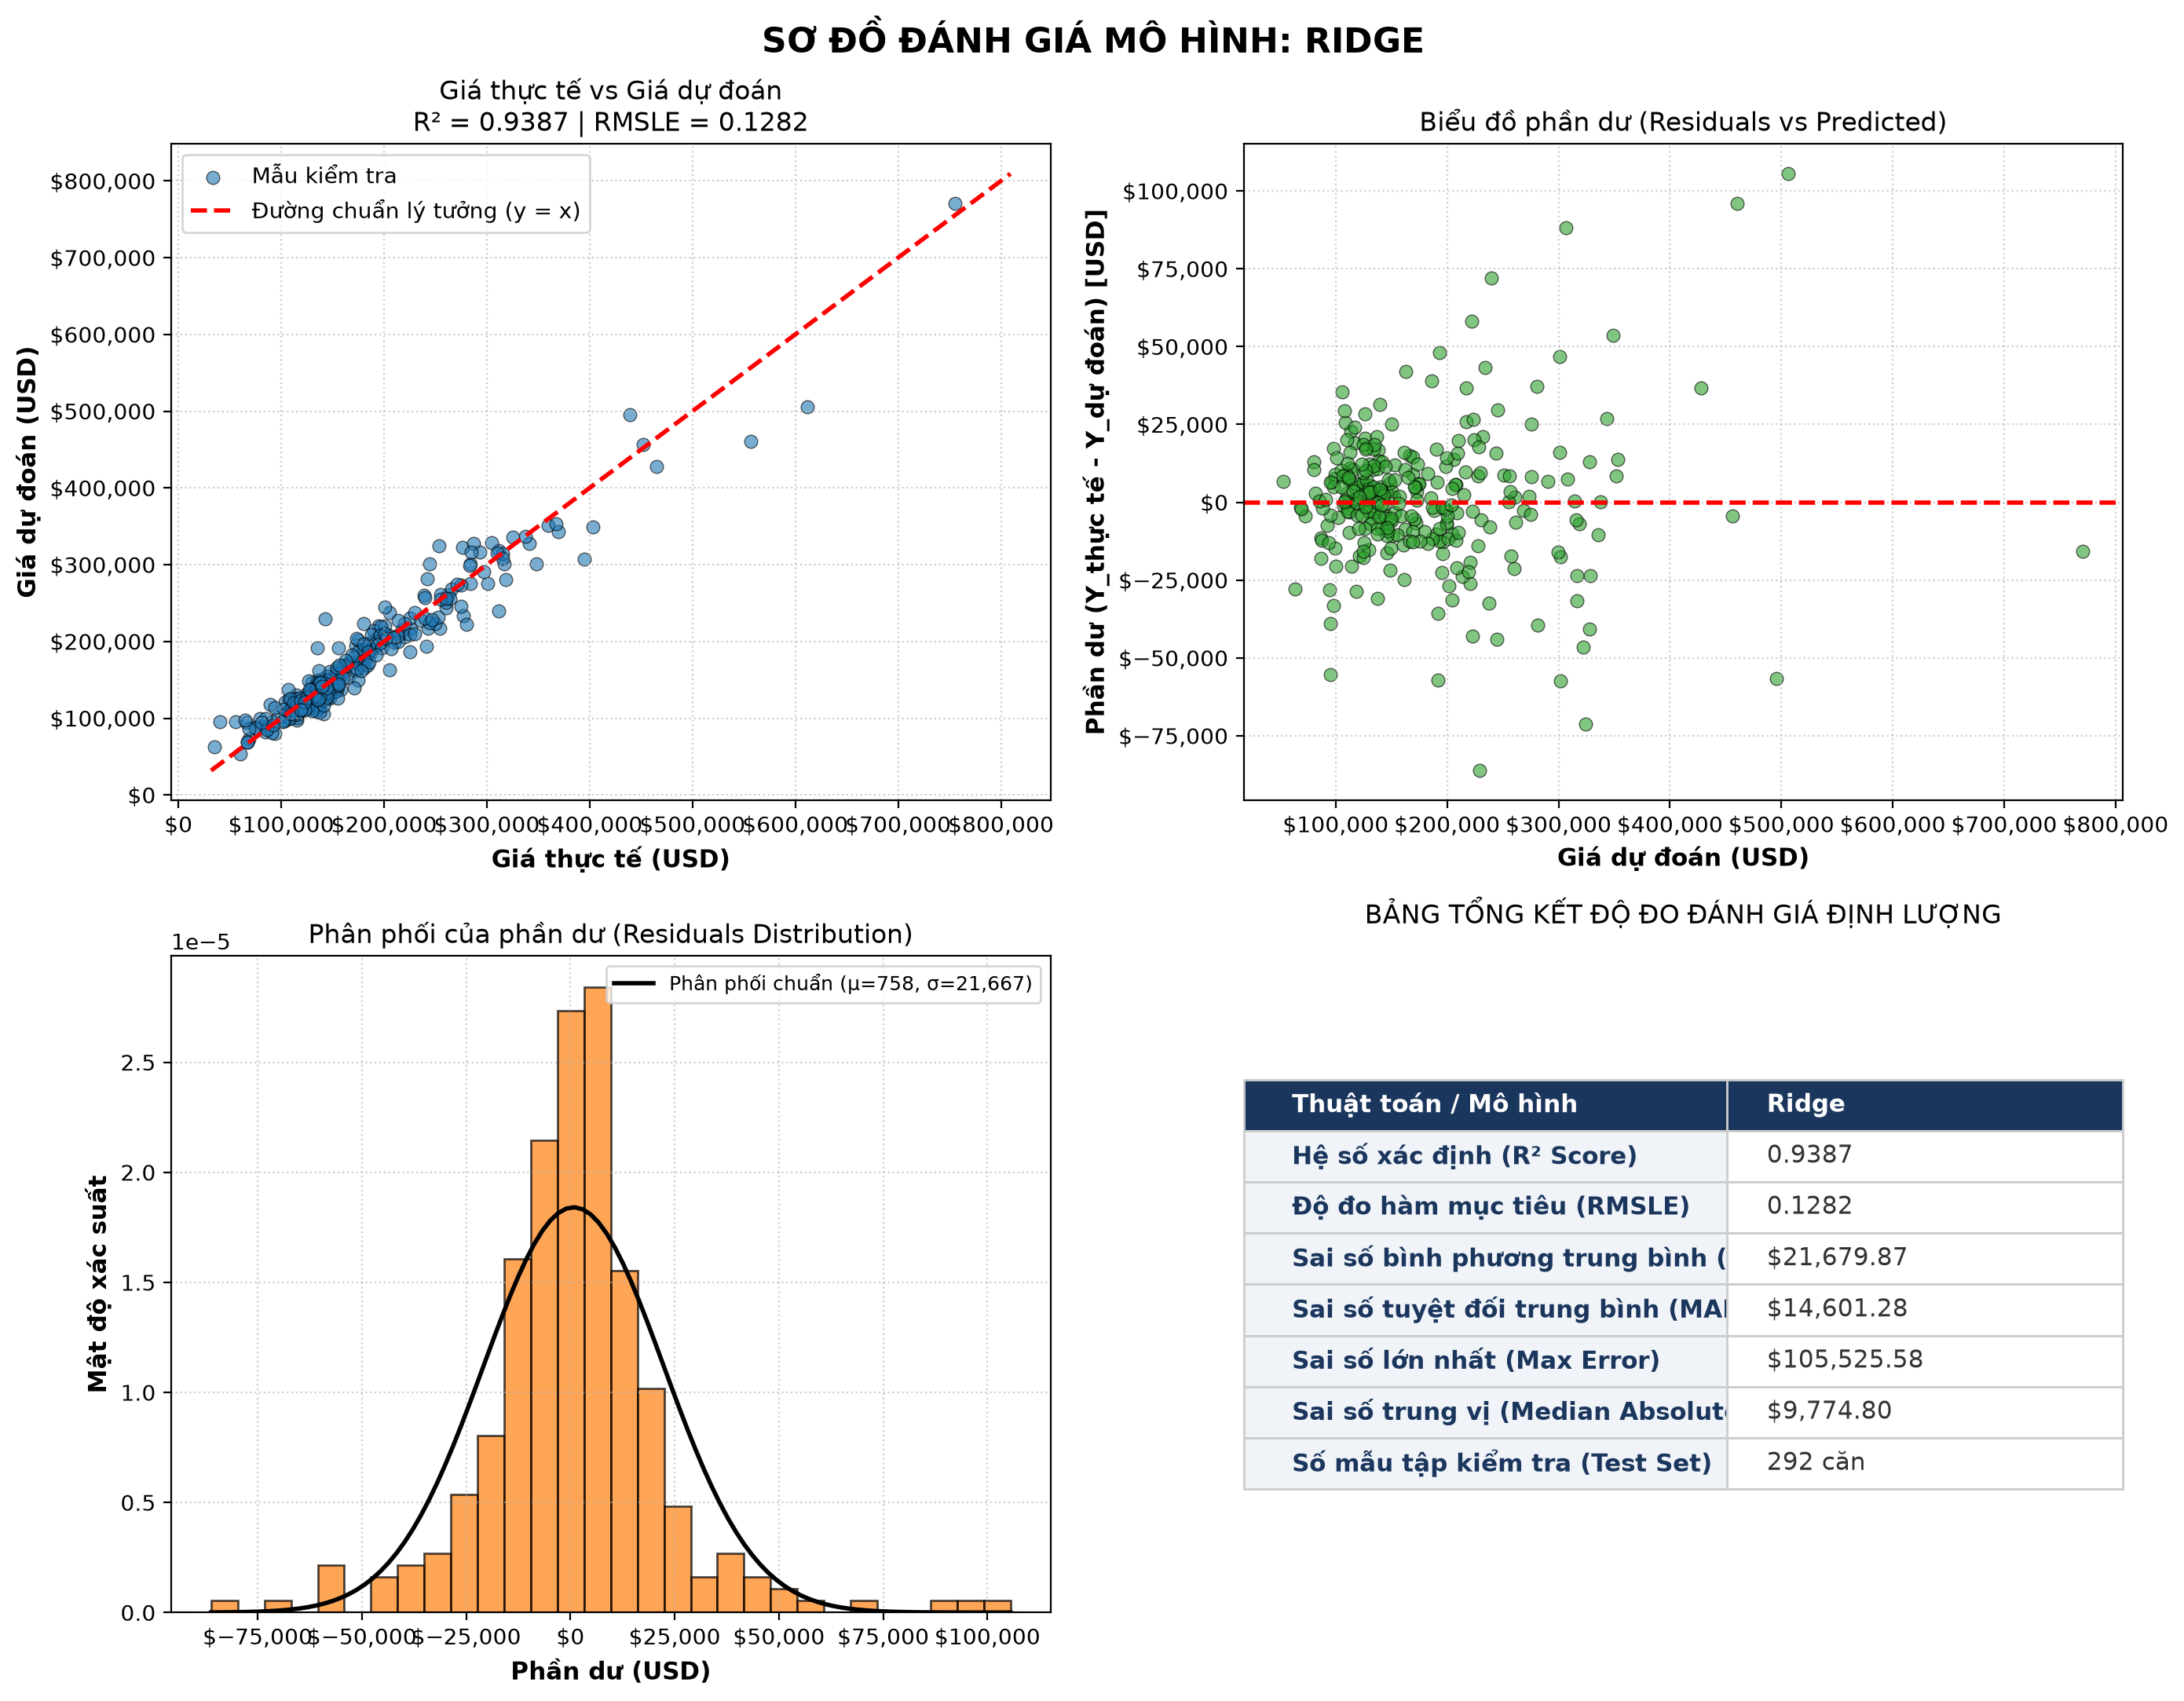 SƠ ĐỒ ĐÁNH GIÁ MÔ HÌNH: RIDGE
Giá thực tế vs Giá dự đoán
R² = 0.9387 | RMSLE = 0.1282
Mẫu kiểm tra
Đường chuẩn lý tưởng (y = x)
Giá dự đoán (USD)
$800,000
$700,000
$600,000
$500,000
$400,000
$300,000
$200,000
$100,000
$0
$0 $100,000 $200,000 $300,000 $400,000 $500,000 $600,000 $700,000 $800,000
Giá thực tế (USD)
Biểu đồ phần dư (Residuals vs Predicted)
Phần dư (Y_thực tế - Y_dự đoán) [USD]
$100,000
$75,000
$50,000
$25,000
$0
$−25,000
$−50,000
$−75,000
$100,000 $200,000 $300,000 $400,000 $500,000 $600,000 $700,000 $800,000
Giá dự đoán (USD)
Phân phối của phần dư (Residuals Distribution)
1e−5
Phân phối chuẩn (μ=758, σ=21,667)
Mật độ xác suất
2.5
2.0
1.5
1.0
0.5
0.0
$−75,000 $−50,000 $−25,000 $0 $25,000 $50,000 $75,000 $100,000
Phần dư (USD)
BẢNG TỔNG KẾT ĐỘ ĐO ĐÁNH GIÁ ĐỊNH LƯỢNG
Thuật toán / Mô hình Ridge
Hệ số xác định (R² Score) 0.9387
Độ đo hàm mục tiêu (RMSLE) 0.1282
Sai số bình phương trung bình ( $21,679.87
Sai số tuyệt đối trung bình (MA $14,601.28
Sai số lớn nhất (Max Error) $105,525.58
Sai số trung vị (Median Absolut $9,774.80
Số mẫu tập kiểm tra (Test Set) 292 căn